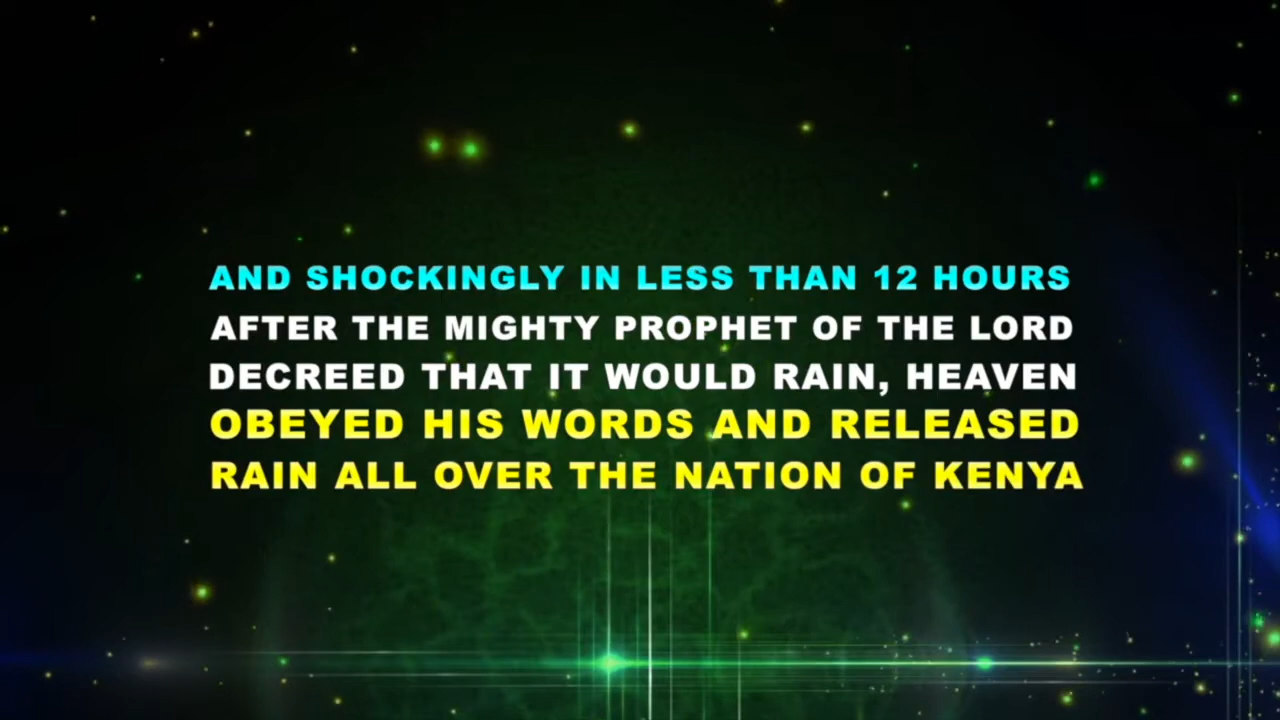 AND SHOCKINGLY IN LESS THAN 12 HOURS
AFTER THE MIGHTY PROPHET OF THE LORD
DECREED THAT IT WOULD RAIN, HEAVEN
OBEYED HIS WORDS AND RELEASED
RAIN ALL OVER THE NATION OF KENYA